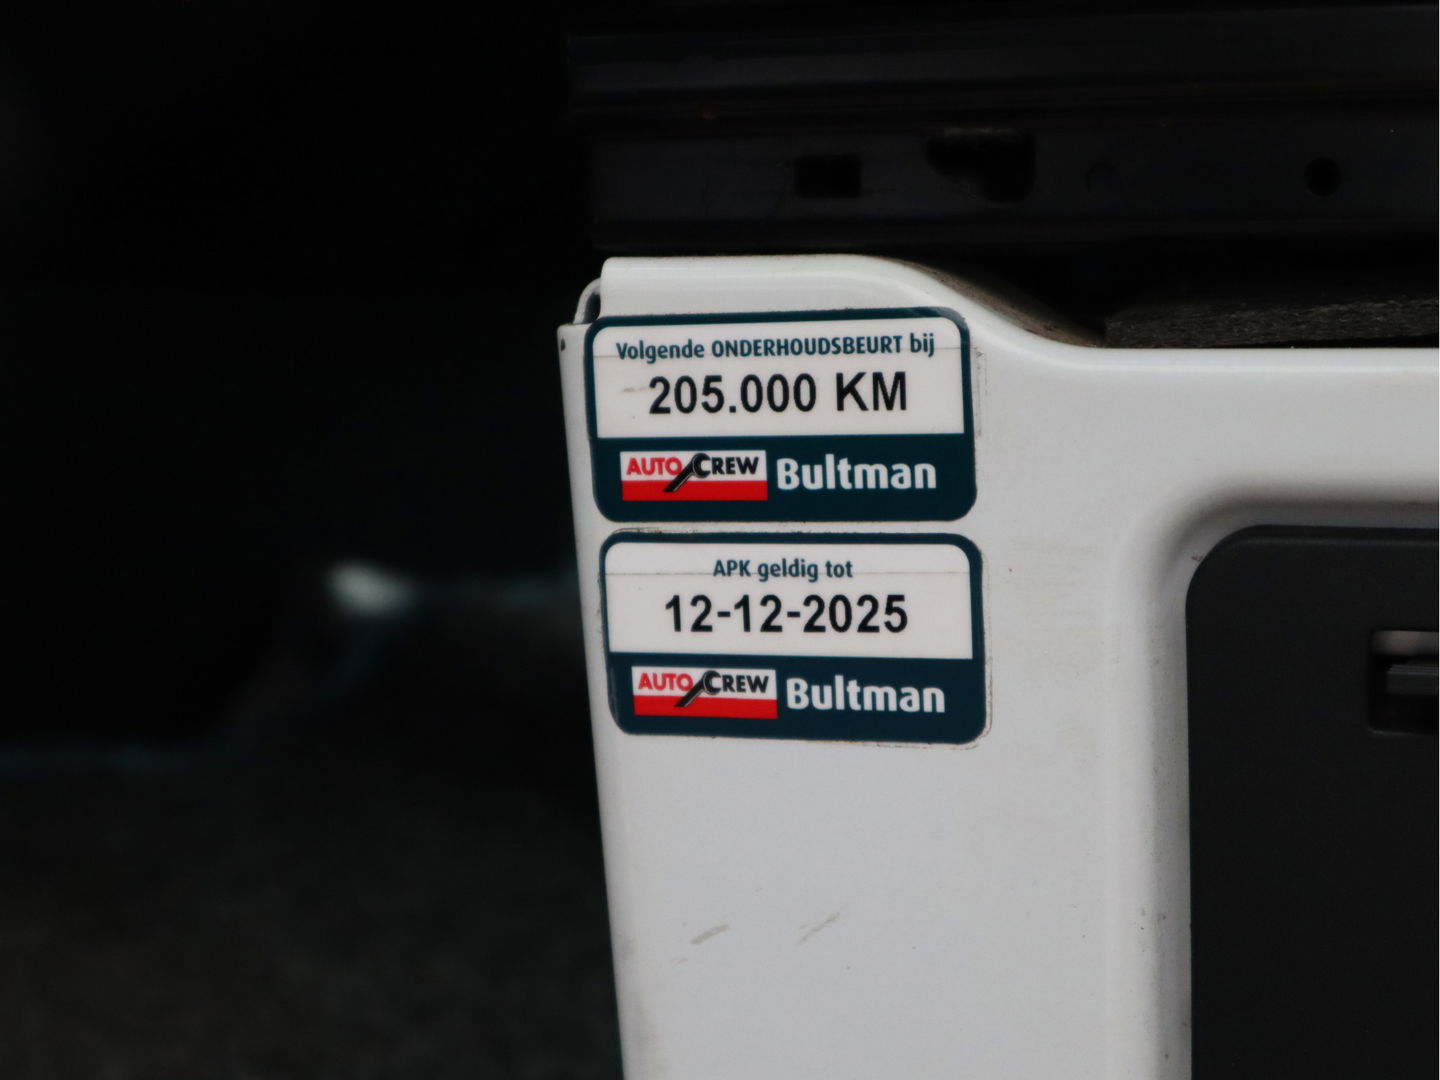 Volgende ONDERHOUDSBEURT bij
205.000 KM
AUTO CREW Bultman
APK geldig tot
12-12-2025
AUTO CREW Bultman